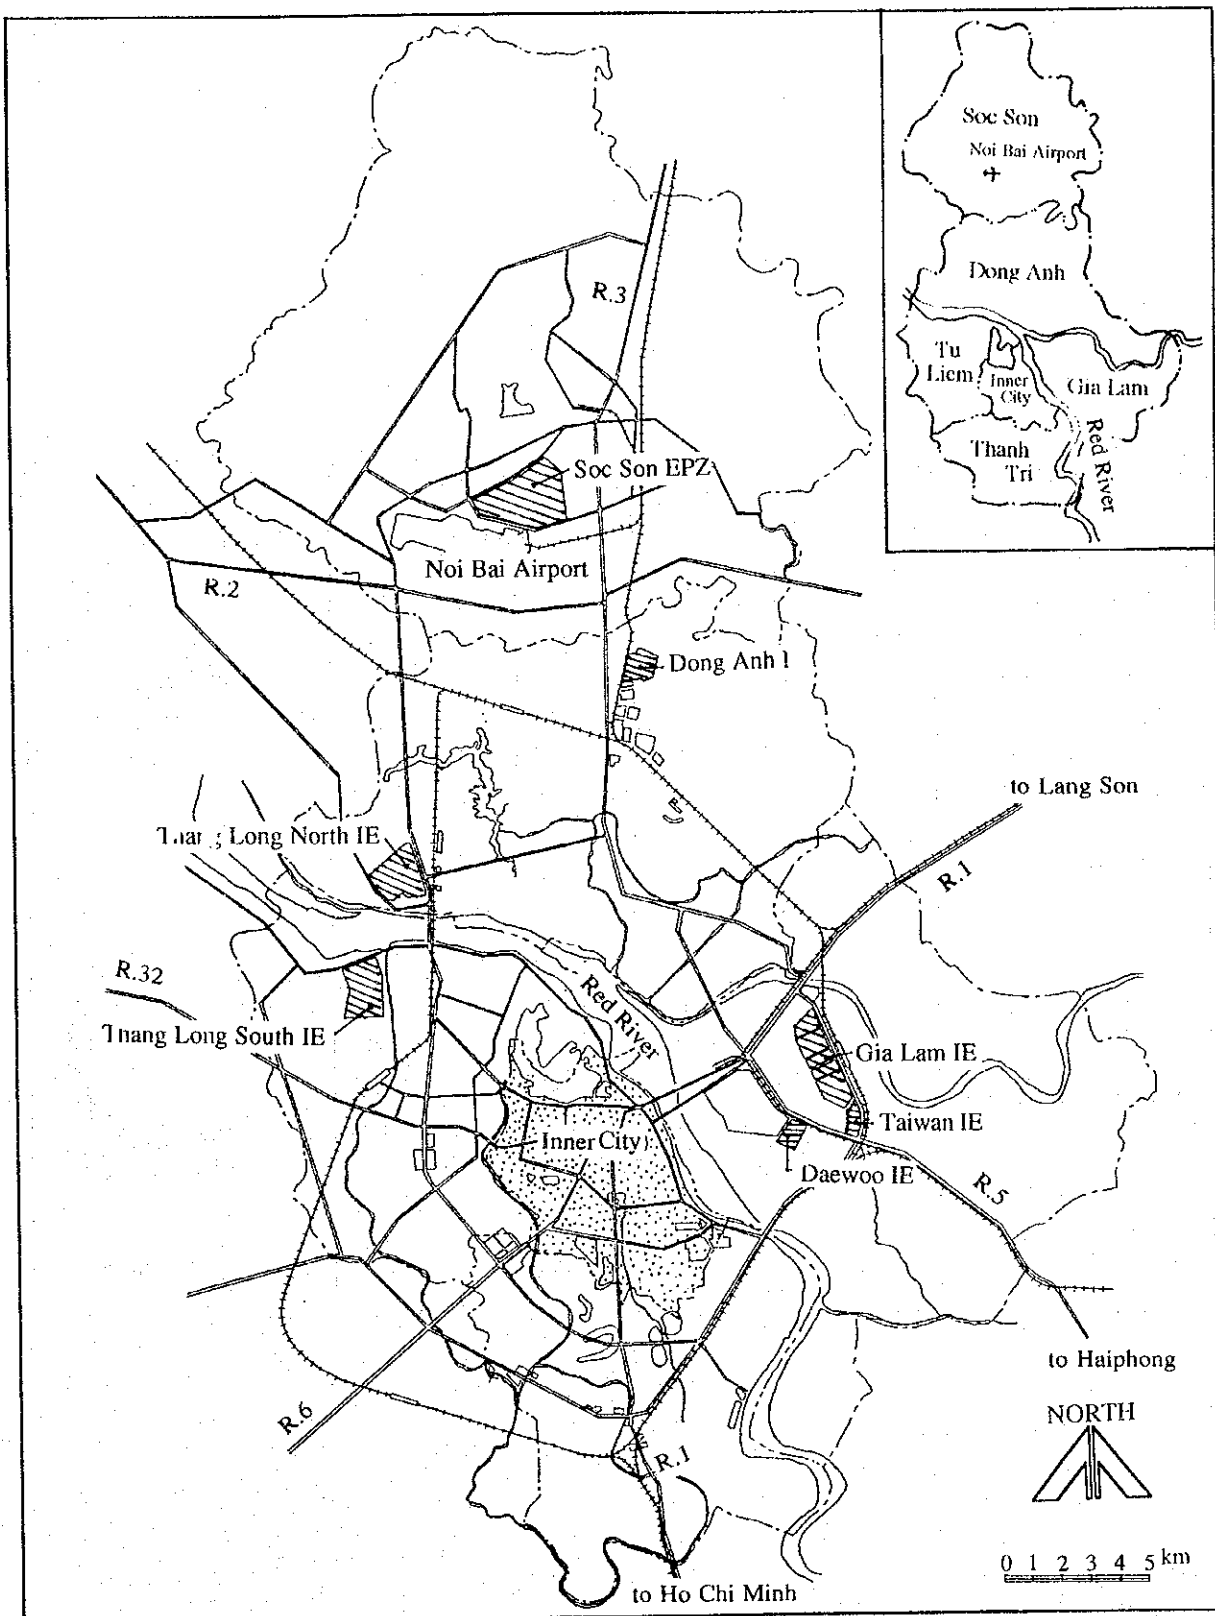 Soc Son
Noi Bai Airport
Dong Anh
Tu
Liem
Inner
City
Gia Lam
Thanh
Tri
Red River
R.3
Soc Son EPZ
Noi Bai Airport
R.2
Dong Anh 1
to Lang Son
Thang Long North IE
R.1
R.32
Red River
Thang Long South IE
Gia Lam IE
Taiwan IE
Inner City
Daewoo IE
R.5
to Haiphong
R.6
NORTH
R.1
0 1 2 3 4 5 km
to Ho Chi Minh